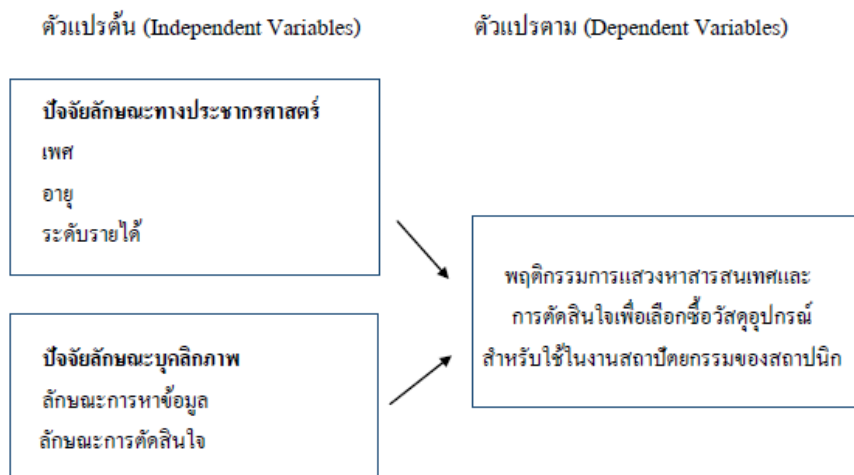 ตัวแปรต้น (Independent Variables)
ตัวแปรตาม (Dependent Variables)
ปัจจัยลักษณะทางประชากรศาสตร์
เพศ
อายุ
ระดับรายได้
ปัจจัยลักษณะบุคลิกภาพ
ลักษณะการหาข้อมูล
ลักษณะการตัดสินใจ
พฤติกรรมการแสวงหาสารสนเทศและ
การตัดสินใจเพื่อเลือกซื้อวัสดุอุปกรณ์
สำหรับใช้ในงานสถาปัตยกรรมของสถาปนิก